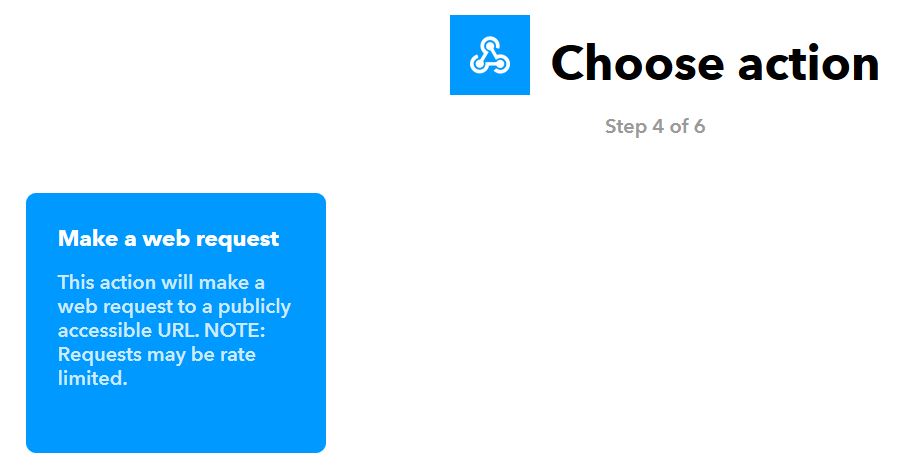 Choose action
Step 4 of 6
Make a web request
This action will make a
web request to a publicly
accessible URL. NOTE:
Requests may be rate
limited.